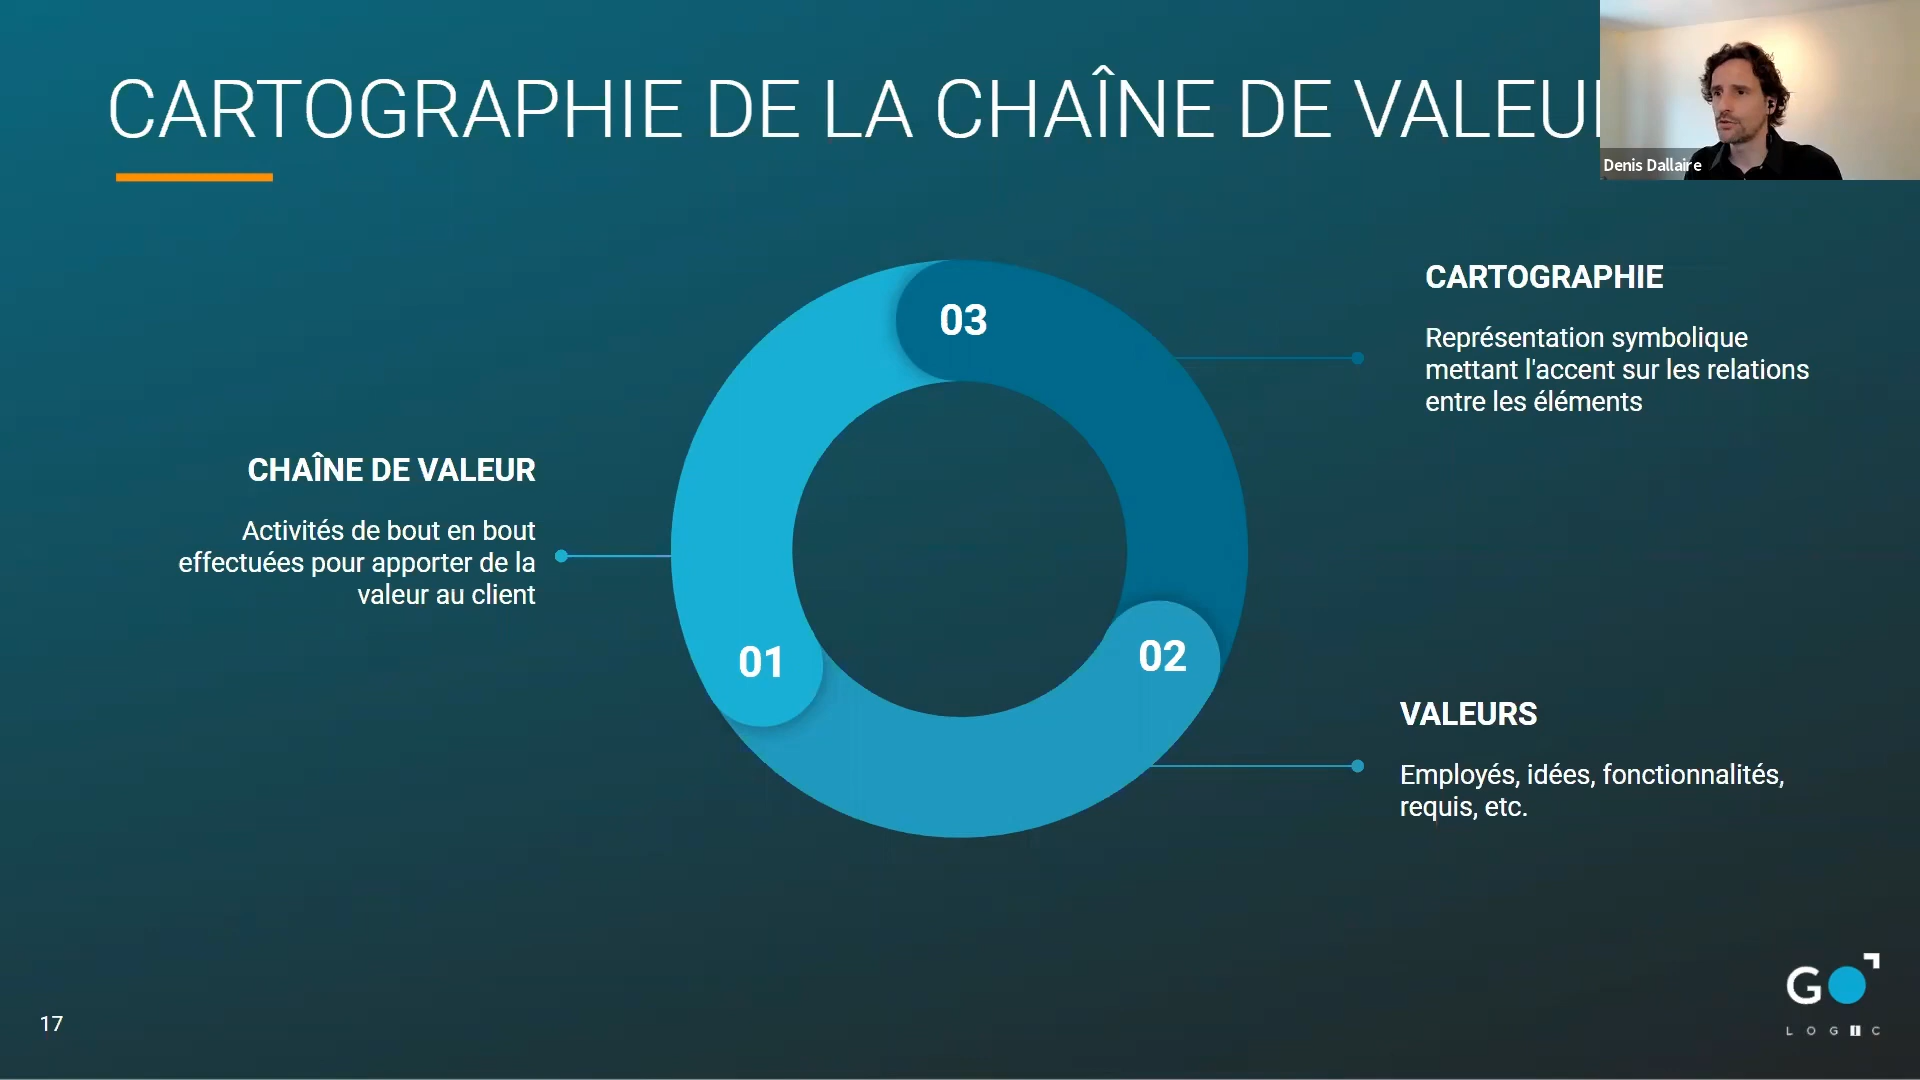 CARTOGRAPHIE DE LA CHAÎNE DE VALEU
Denis Dallaire
03
CARTOGRAPHIE
Représentation symbolique
mettant l'accent sur les relations
entre les éléments
CHAÎNE DE VALEUR
Activités de bout en bout
effectuées pour apporter de la
valeur au client
01
02
VALEURS
Employés, idées, fonctionnalités,
requis, etc.
17
GO
LOGIC